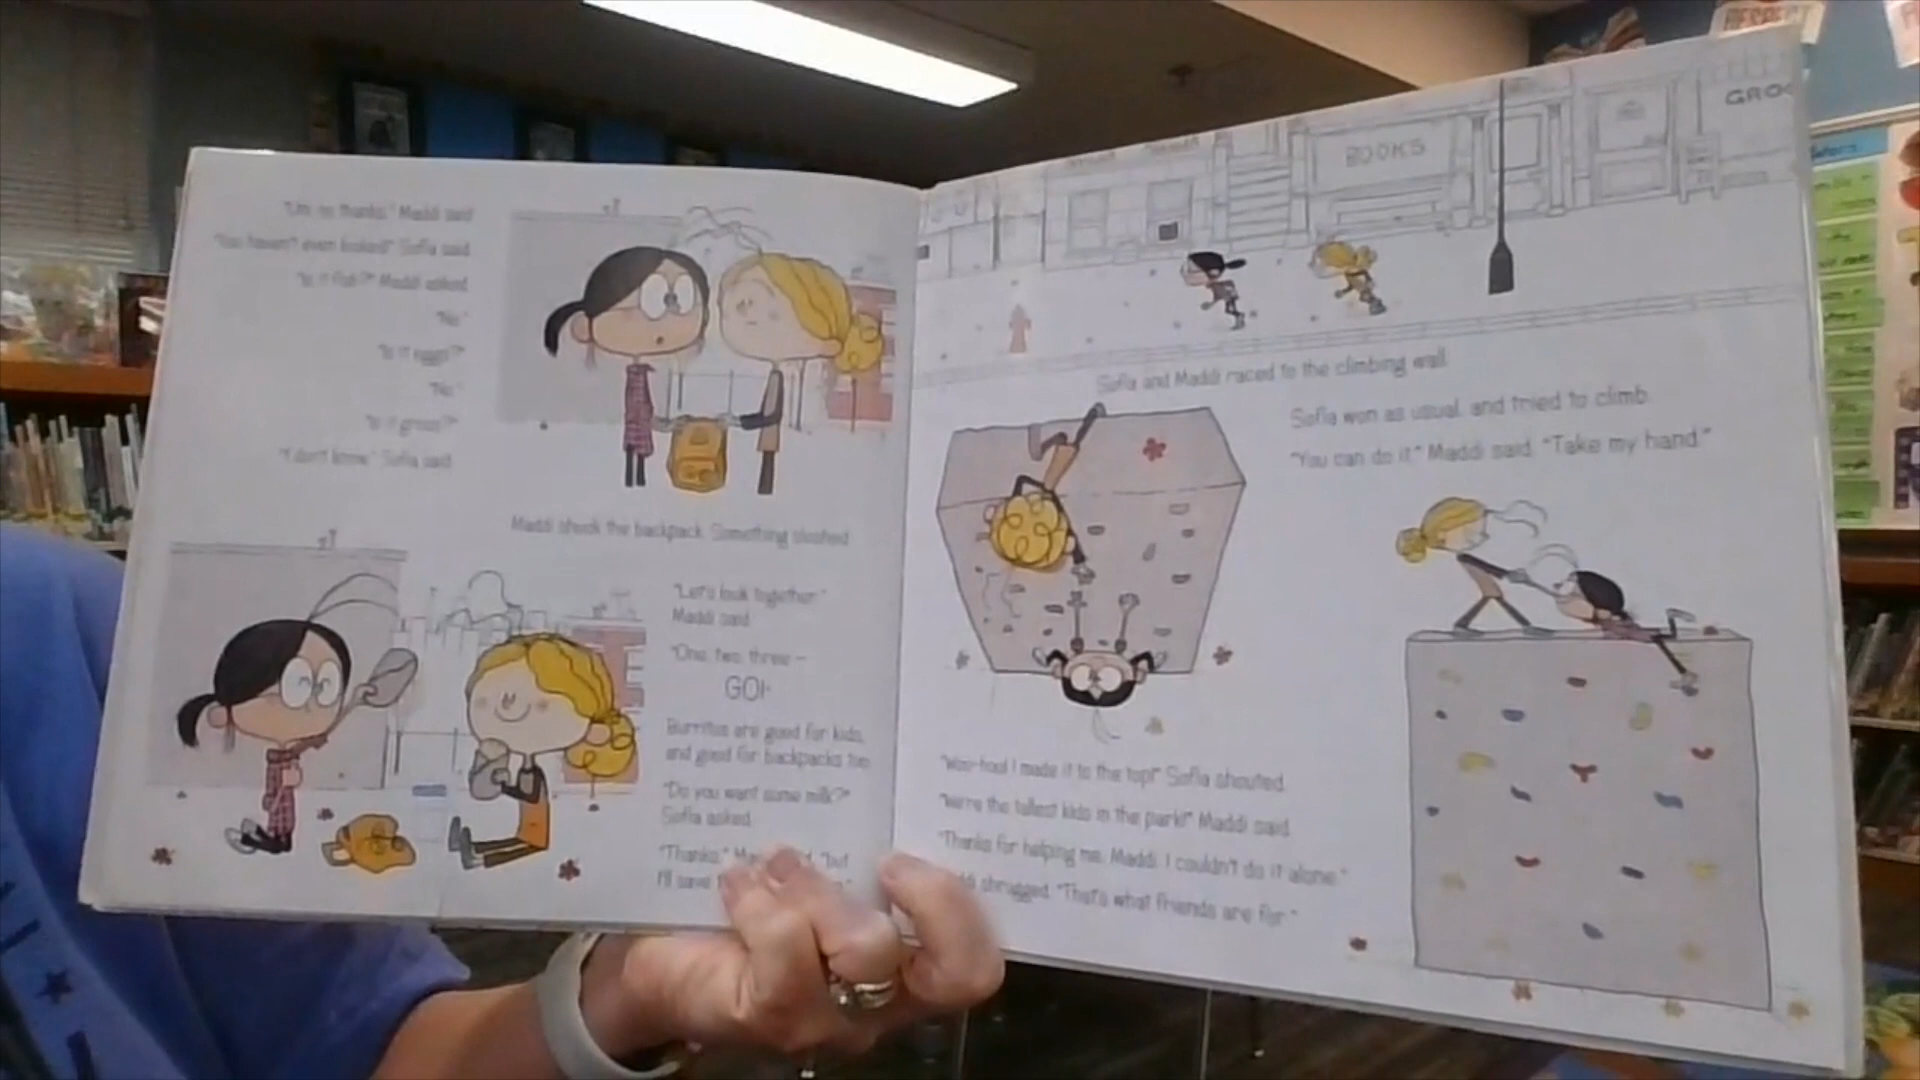 "Um, no thanks," Maddi said.
"You haven't even looked!" Sofia said.
"Is it fish?" Maddi asked.
"No."
"Is it eggs?"
"No."
"Is it gross?"
"I don't know," Sofia said.
Maddi shook the backpack. Something sloshed.
"Let's look together,"
Maddi said.
"One, two, three –
GO!"
Burritos are good for kids,
and good for backpacks too.
"Do you want some milk?"
Sofia asked.
"Thanks," "but
I'll save
BOOKS
GROC
Sofia and Maddi raced to the climbing wall.
Sofia won as usual, and tried to climb.
"You can do it," Maddi said. "Take my hand."
"Woo-hoo! I made it to the top!" Sofia shouted.
"We're the tallest kids in the park!" Maddi said.
"Thanks for helping me, Maddi. I couldn't do it alone."
shrugged. "That's what friends are for."
RESPECT